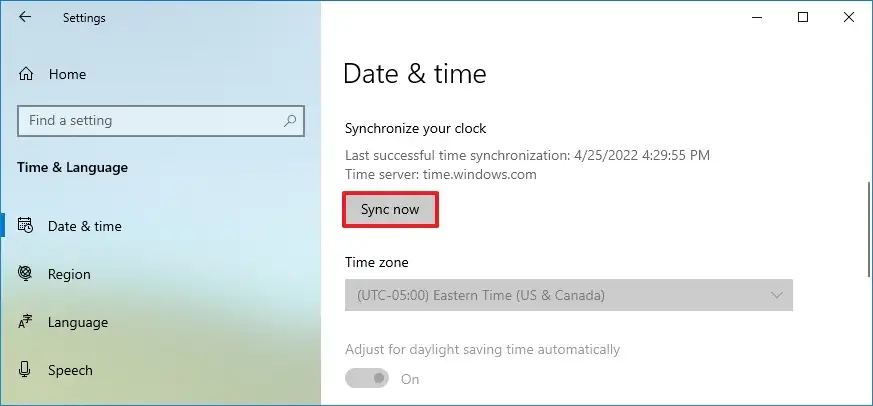 Settings
Home
Find a setting
Time & Language
Date & time
Region
Language
Speech
Date & time
Synchronize your clock
Last successful time synchronization: 4/25/2022 4:29:55 PM
Time server: time.windows.com
Sync now
Time zone
(UTC-05:00) Eastern Time (US & Canada)
Adjust for daylight saving time automatically
On